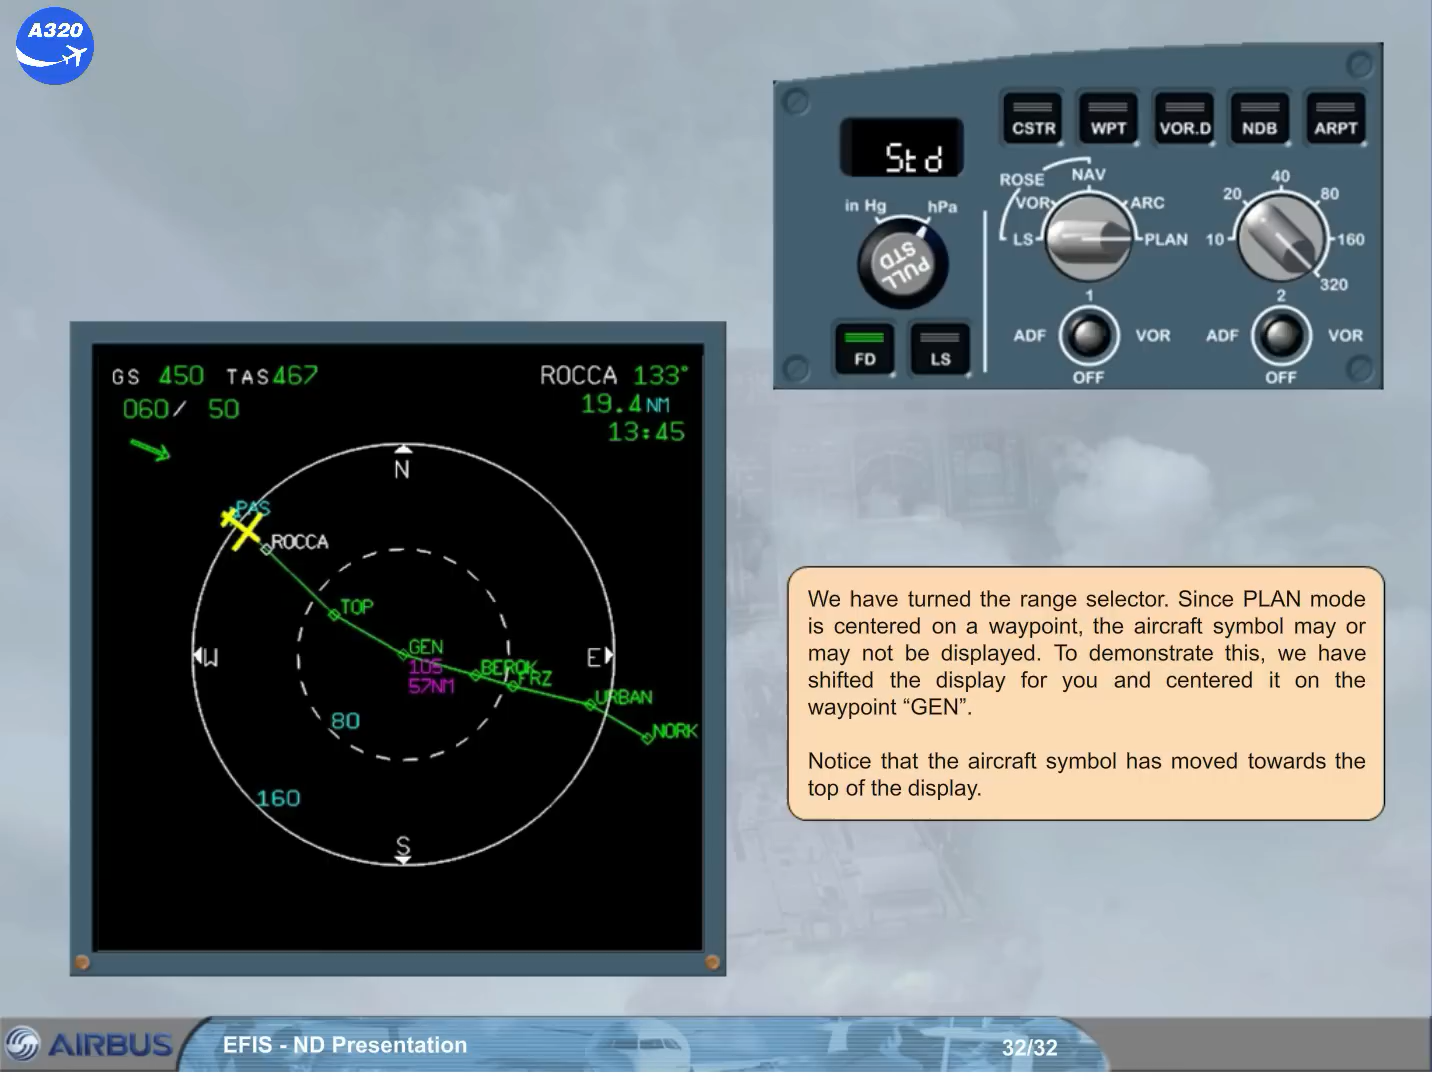 A320
Std
CSTR WPT VOR.D NDB ARPT
in Hg hPa
PULL
STD
ROSE NAV
VOR ARC
LS PLAN
40
20 80
10 160
320
1 2
ADF VOR ADF VOR
OFF OFF
FD LS
GS 450 TAS467
060/ 50
ROCCA 133°
19.4NM
13:45
N
PAS
ROCCA
TOP
GEN
W E
105 BEROK
57NM FRZ
URBAN
80
NORK
160
S
We have turned the range selector. Since PLAN mode
is centered on a waypoint, the aircraft symbol may or
may not be displayed. To demonstrate this, we have
shifted the display for you and centered it on the
waypoint “GEN”.
Notice that the aircraft symbol has moved towards the
top of the display.
AIRBUS
EFIS - ND Presentation
32/32